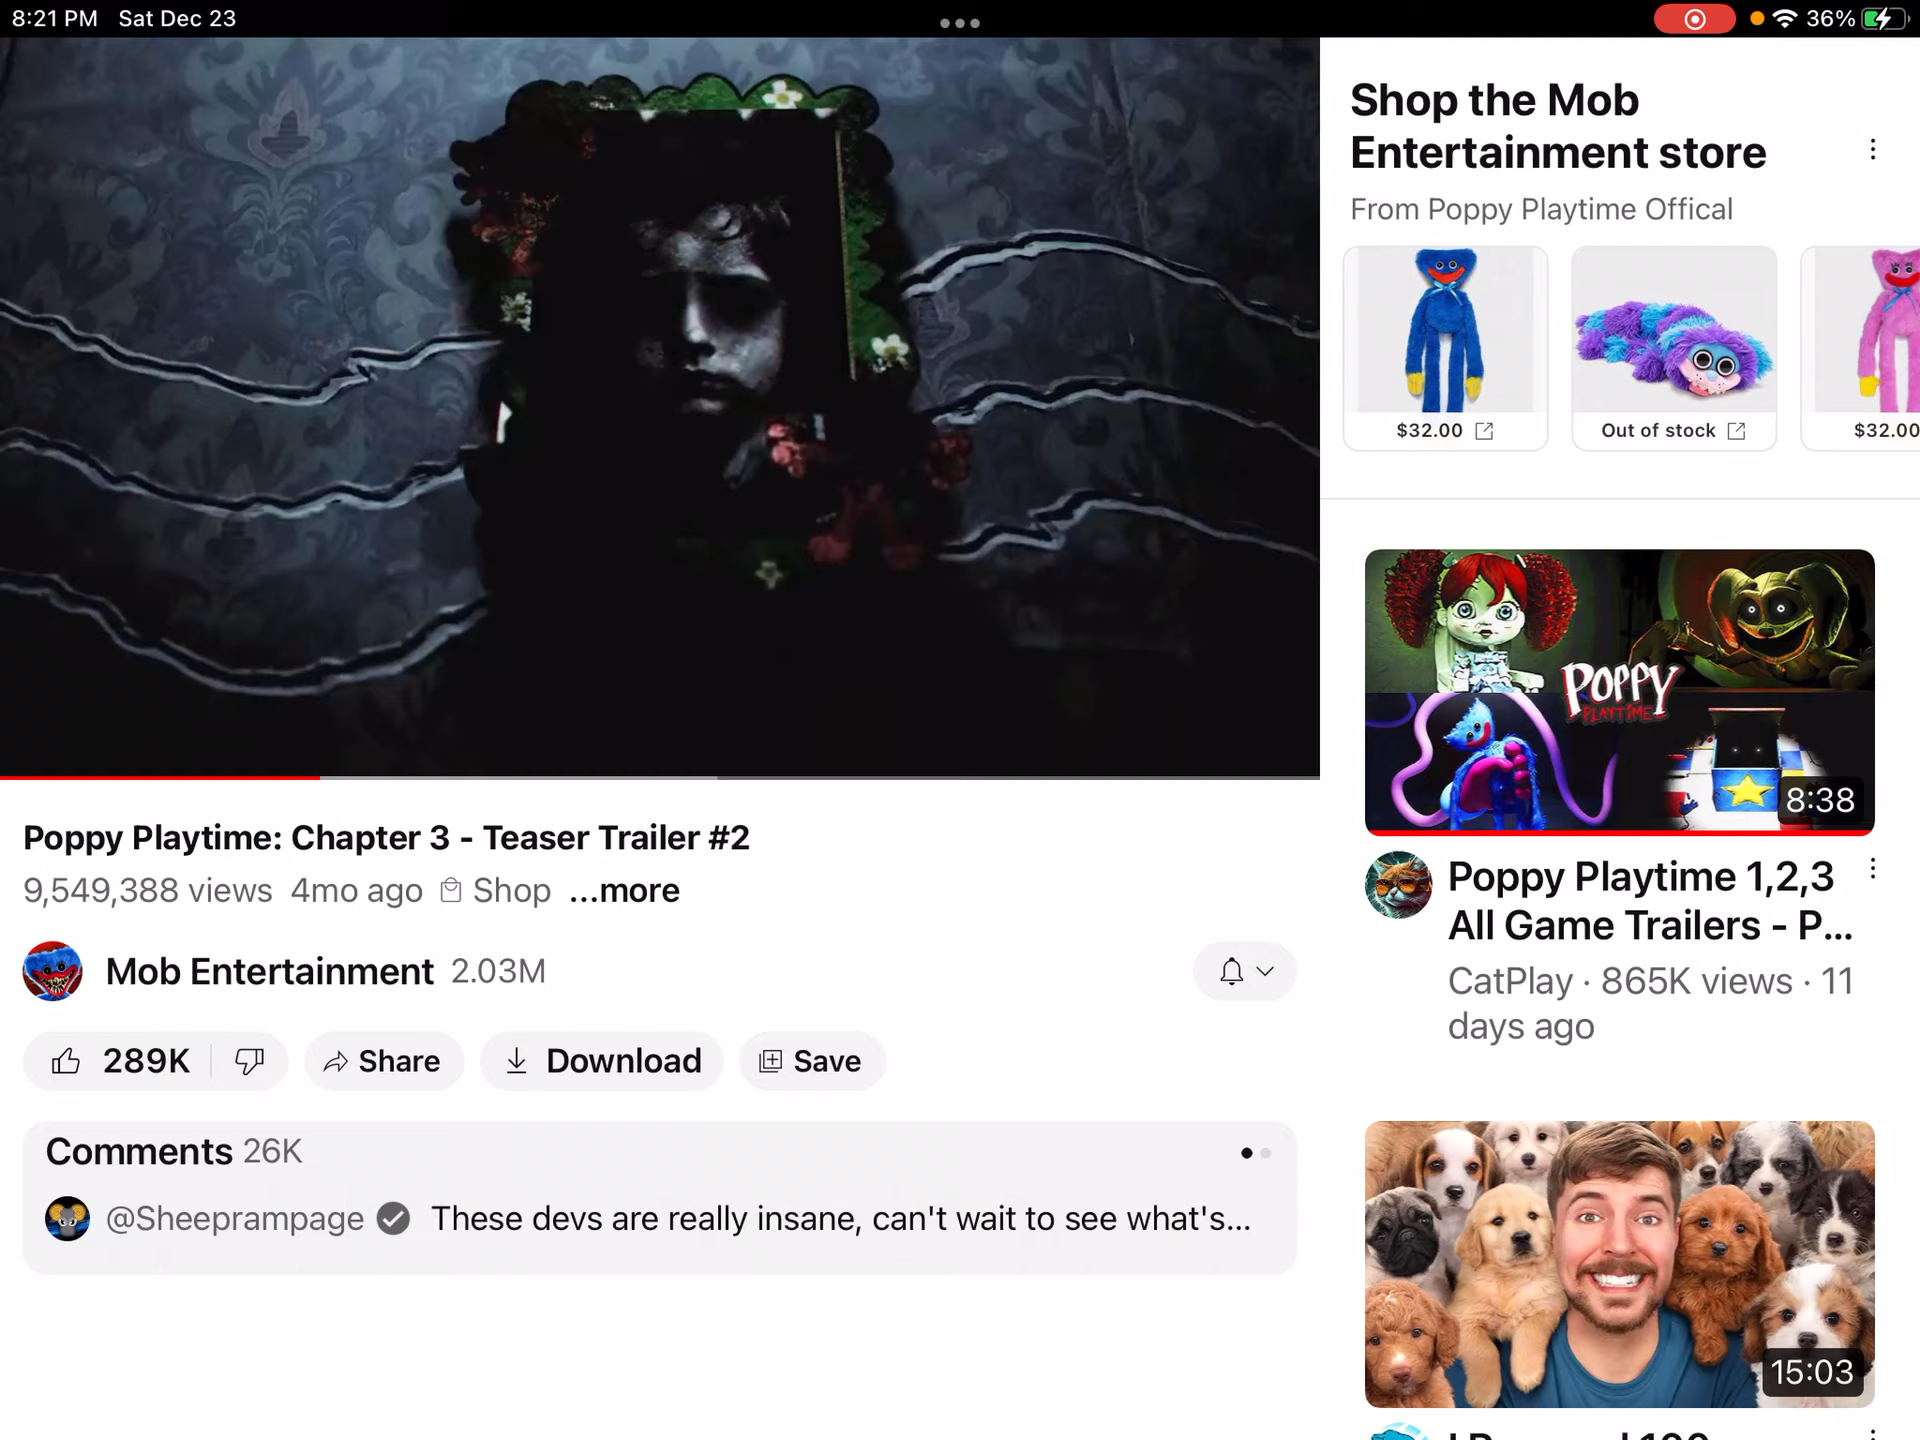 8:21 PM Sat Dec 23
36%
Shop the Mob
Entertainment store
From Poppy Playtime Offical
$32.00
Out of stock
$32.00
POPPY
PLAYTIME
8:38
Poppy Playtime: Chapter 3 - Teaser Trailer #2
9,549,388 views 4mo ago Shop ...more
Mob Entertainment 2.03M
289K
Share
Download
Save
Comments 26K
@Sheeprampage These devs are really insane, can't wait to see what's...
Poppy Playtime 1,2,3
All Game Trailers - P...
CatPlay · 865K views · 11
days ago
15:03